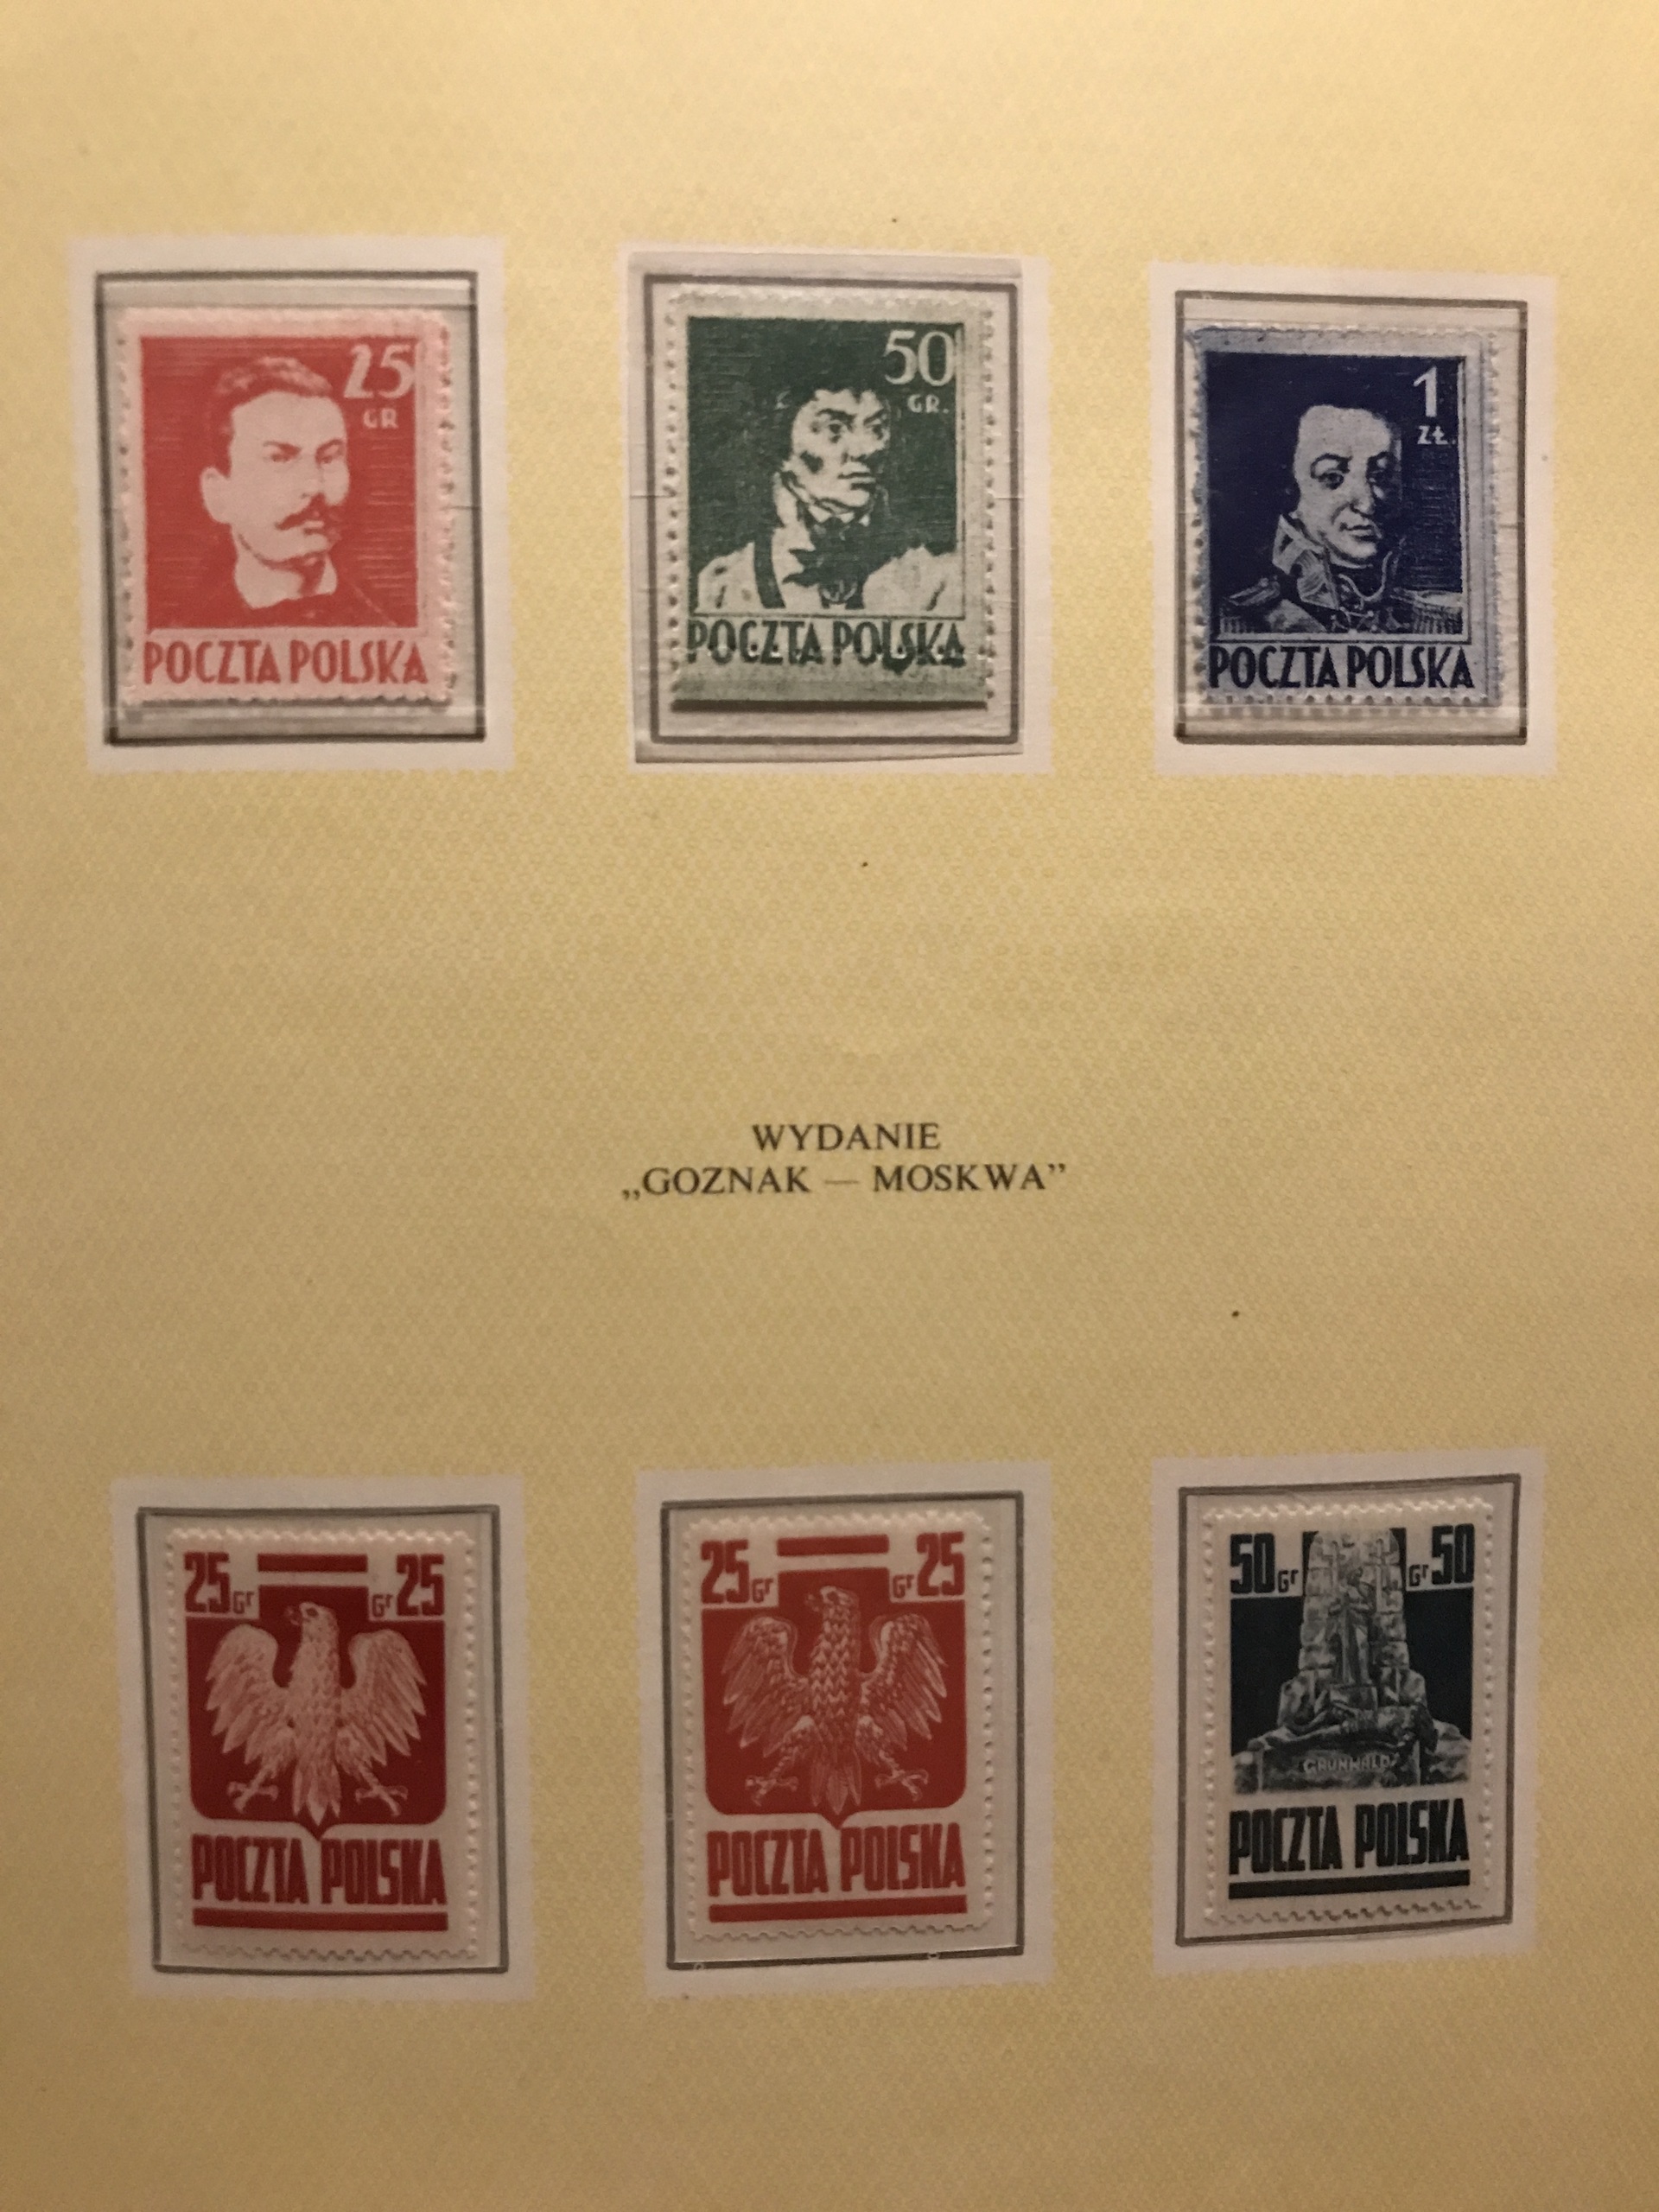 25
GR
POCZTA POLSKA
50
GR.
POCZTA POLSKA
1
ZŁ.
POCZTA POLSKA
WYDANIE
„GOZNAK — MOSKWA”
25 Gr Gr 25
POCZTA POLSKA
25 Gr Gr 25
POCZTA POLSKA
50 Gr Gr 50
GRUNWALD
POCZTA POLSKA